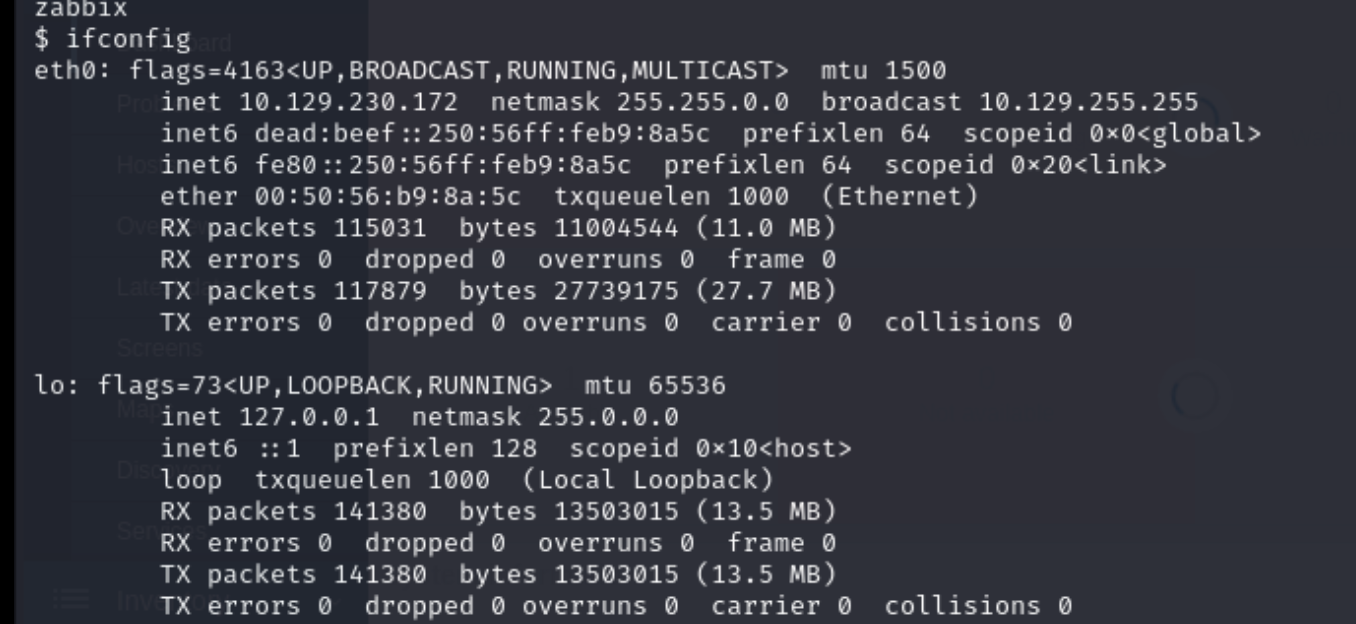 zabbix
$ ifconfig
eth0: flags=4163<UP,BROADCAST,RUNNING,MULTICAST>  mtu 1500
        inet 10.129.230.172  netmask 255.255.0.0  broadcast 10.129.255.255
        inet6 dead:beef::250:56ff:feb9:8a5c  prefixlen 64  scopeid 0×0<global>
        inet6 fe80::250:56ff:feb9:8a5c  prefixlen 64  scopeid 0×20<link>
        ether 00:50:56:b9:8a:5c  txqueuelen 1000  (Ethernet)
        RX packets 115031  bytes 11004544 (11.0 MB)
        RX errors 0  dropped 0  overruns 0  frame 0
        TX packets 117879  bytes 27739175 (27.7 MB)
        TX errors 0  dropped 0 overruns 0  carrier 0  collisions 0
Screens
lo: flags=73<UP,LOOPBACK,RUNNING>  mtu 65536
        inet 127.0.0.1  netmask 255.0.0.0
        inet6 ::1  prefixlen 128  scopeid 0×10<host>
        loop  txqueuelen 1000  (Local Loopback)
        RX packets 141380  bytes 13503015 (13.5 MB)
        RX errors 0  dropped 0  overruns 0  frame 0
        TX packets 141380  bytes 13503015 (13.5 MB)
        TX errors 0  dropped 0 overruns 0  carrier 0  collisions 0